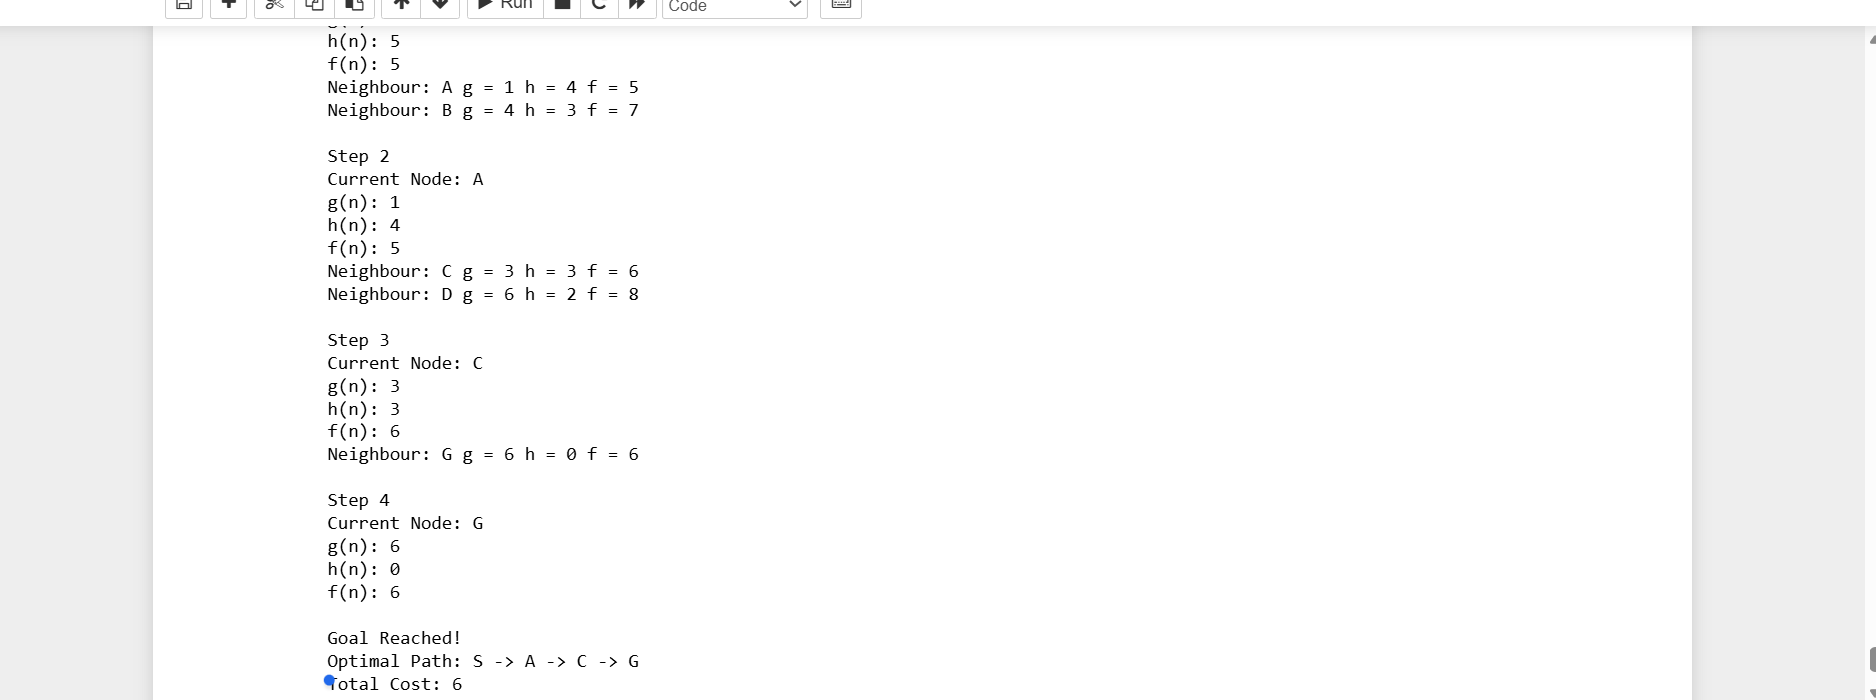 Run
Code
h(n): 5
f(n): 5
Neighbour: A g = 1 h = 4 f = 5
Neighbour: B g = 4 h = 3 f = 7
Step 2
Current Node: A
g(n): 1
h(n): 4
f(n): 5
Neighbour: C g = 3 h = 3 f = 6
Neighbour: D g = 6 h = 2 f = 8
Step 3
Current Node: C
g(n): 3
h(n): 3
f(n): 6
Neighbour: G g = 6 h = 0 f = 6
Step 4
Current Node: G
g(n): 6
h(n): 0
f(n): 6
Goal Reached!
Optimal Path: S -> A -> C -> G
Total Cost: 6